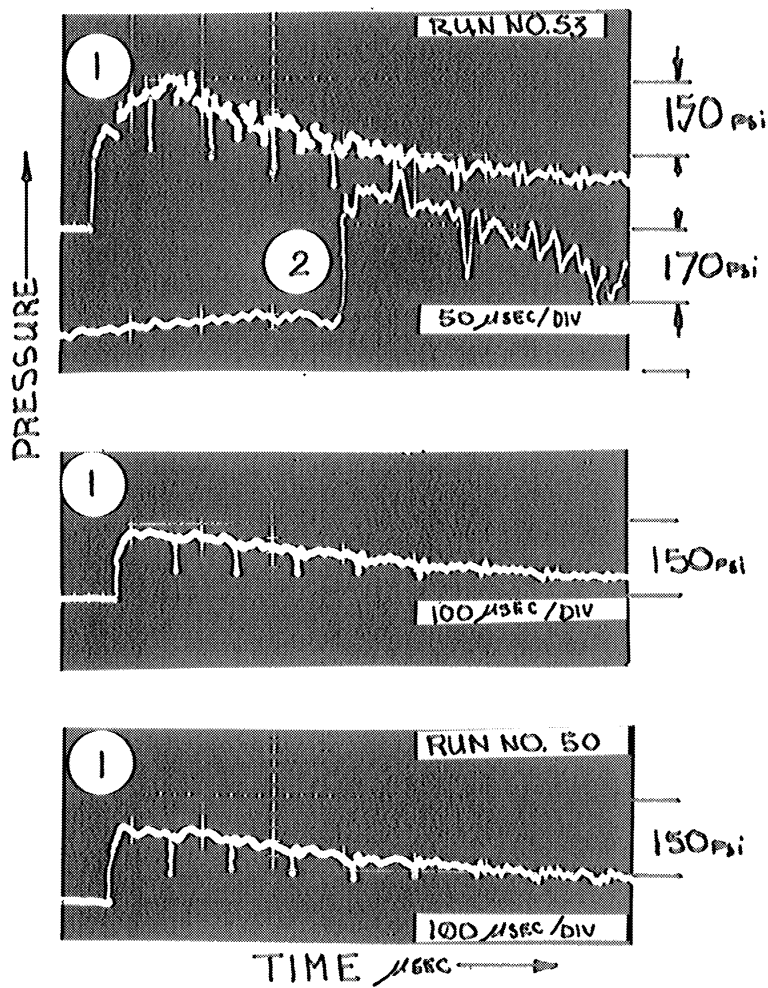 RUN NO. 53
1
150 psi
2
170 psi
50 µSEC/DIV
PRESSURE
1
150 psi
100 µSEC/DIV
RUN NO. 50
1
150 psi
100 µSEC/DIV
TIME µSEC